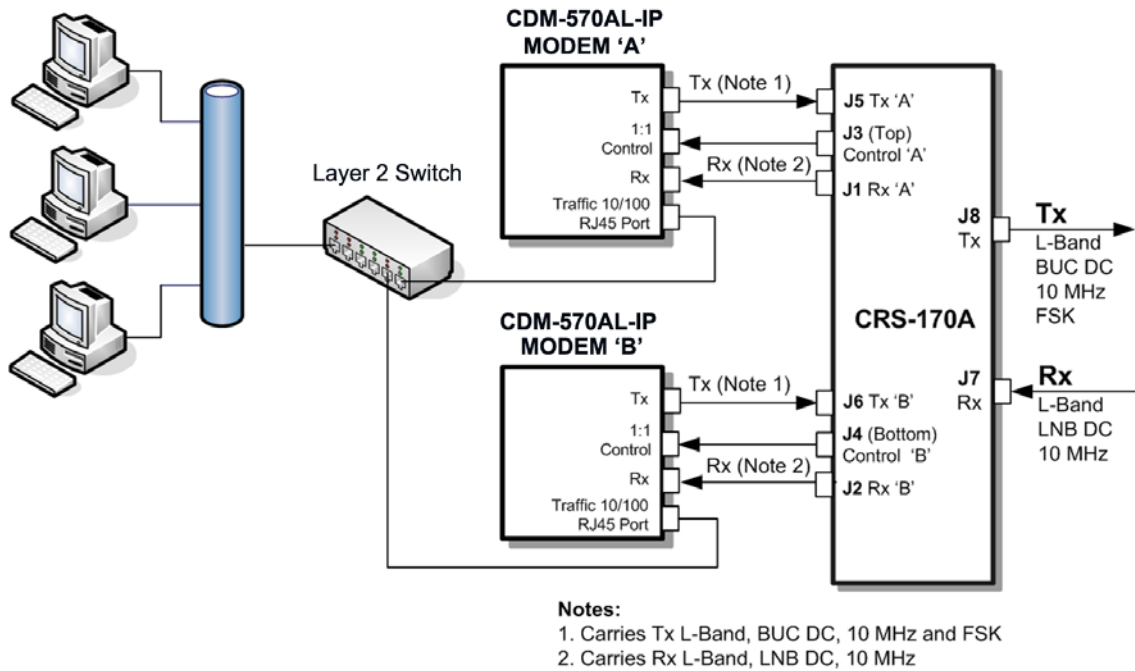 CDM-570AL-IP
MODEM ‘A’
Tx
1:1
Control
Rx
Traffic 10/100
RJ45 Port
Tx (Note 1)
Rx (Note 2)
J5 Tx ‘A’
J3 (Top)
Control ‘A’
J1 Rx ‘A’
Layer 2 Switch
J8
Tx
Tx
L-Band
BUC DC
10 MHz
FSK
CRS-170A
CDM-570AL-IP
MODEM ‘B’
Tx
1:1
Control
Rx
Traffic 10/100
RJ45 Port
Tx (Note 1)
Rx (Note 2)
J6 Tx ‘B’
J4 (Bottom)
Control ‘B’
J2 Rx ‘B’
J7
Rx
Rx
L-Band
LNB DC
10 MHz
Notes:
1. Carries Tx L-Band, BUC DC, 10 MHz and FSK
2. Carries Rx L-Band, LNB DC, 10 MHz